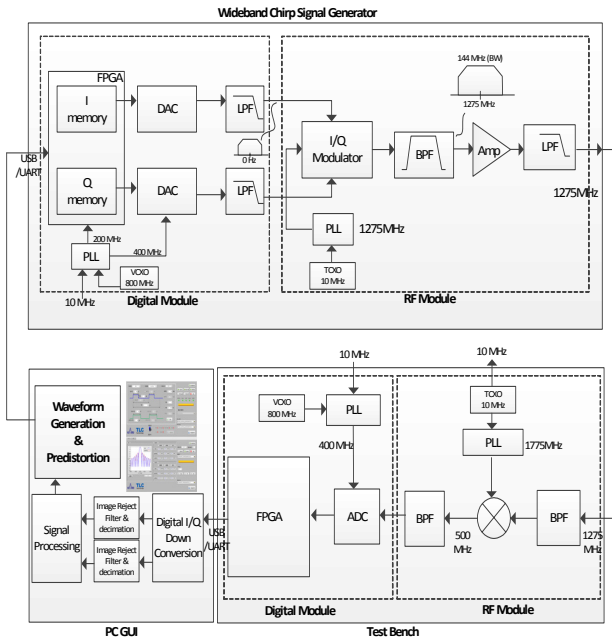 Wideband Chirp Signal Generator
FPGA
I
memory
DAC
LPF
Q
memory
DAC
LPF
0 Hz
I/Q
Modulator
BPF
144 MHz (BW)
1275 MHz
Amp
LPF
1275MHz
USB
/UART
200 MHz
400 MHz
PLL
VCXO
800 MHz
10 MHz
Digital Module
PLL
1275MHz
TCXO
10 MHz
RF Module
Waveform
Generation
&
Predistortion
Signal
Processing
Image Reject
Filter &
decimation
Image Reject
Filter &
decimation
Digital I/Q
Down
Conversion
USB
/UART
PC GUI
10 MHz
VCXO
800 MHz
PLL
400 MHz
FPGA
ADC
Digital Module
10 MHz
TCXO
10 MHz
PLL
1775MHz
BPF
500
MHz
BPF
1275
MHz
RF Module
Test Bench